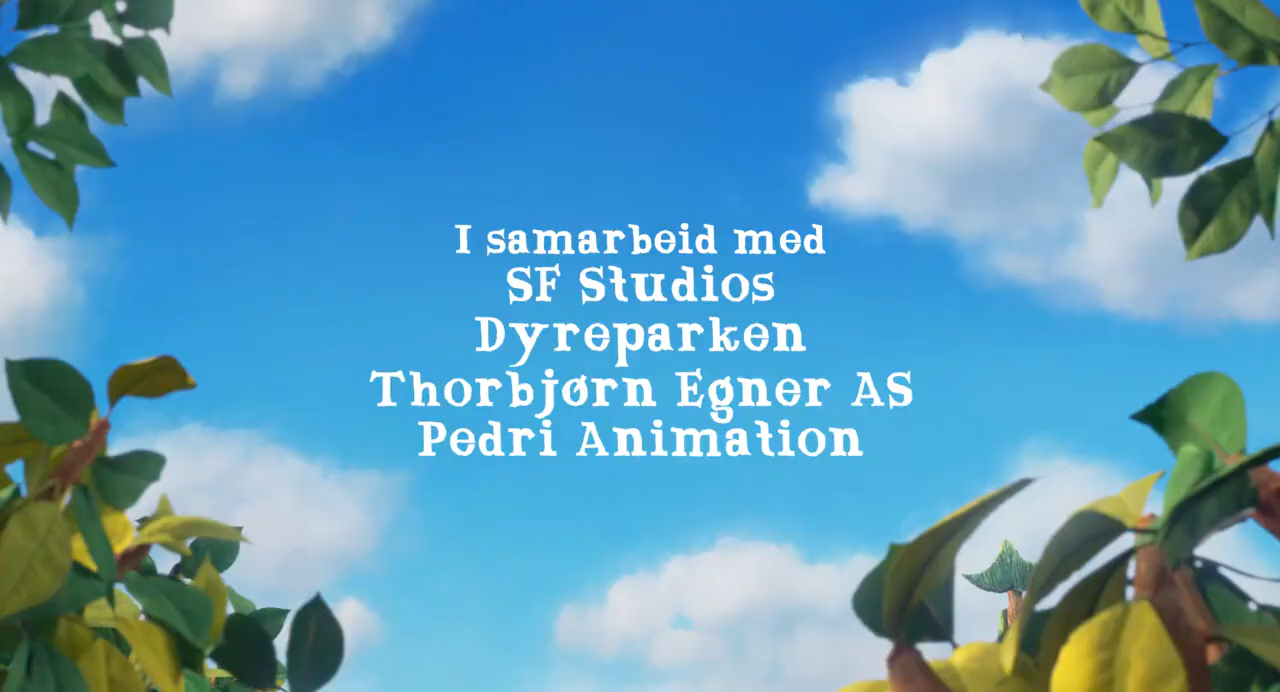 I samarbeid med
SF Studios
Dyreparken
Thorbjørn Egner AS
Pedri Animation